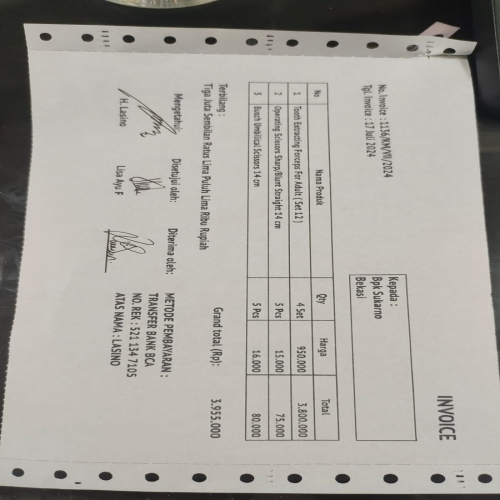 INVOICE
No. Invoice : 1136/KM/VII/2024
Tgl. Invoice : 17 Juli 2024
Kepada :
Bpk Sukarno
Bekasi
No Nama Produk Qty Harga Total
1 Tooth Extracting Forceps For Adult ( Set 12 ) 4 Set 950.000 3.800.000
2 Operating Scissors Sharp/Blunt Straight 14 cm 5 Pcs 15.000 75.000
3 Busch Umbilical Scissors 14 cm 5 Pcs 16.000 80.000
Grand total (Rp): 3.955.000
Terbilang :
Tiga Juta Sembilan Ratus Lima Puluh Lima Ribu Rupiah
Mengetahui: Disetujui oleh: Diterima oleh:
H. Lasino Lisa Ayu F
METODE PEMBAYARAN :
TRANSFER BANK BCA
NO. REK : 521 134 7105
ATAS NAMA : LASINO